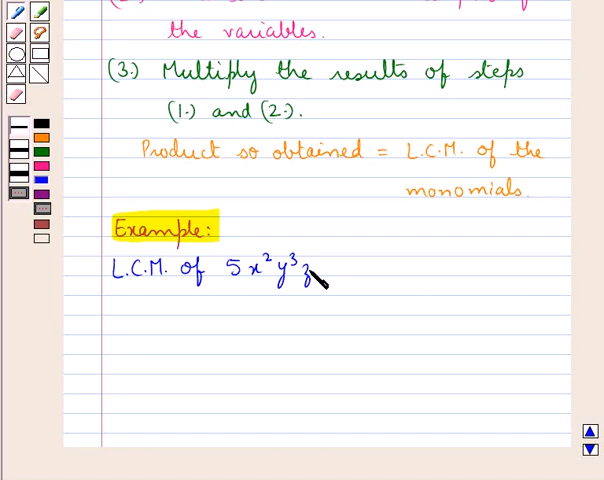 of
the variables.
(3.) Multiply the results of steps
(1.) and (2.).
Product so obtained = L.C.M. of the
monomials.
Example:
L.C.M. of 5x²y³z